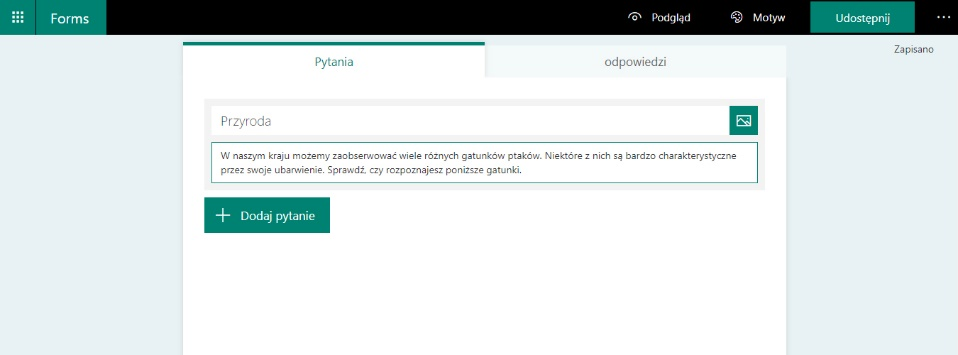 Forms
Podgląd
Motyw
Udostępnij
Zapisano
Pytania
odpowiedzi
Przyroda
W naszym kraju możemy zaobserwować wiele różnych gatunków ptaków. Niektóre z nich są bardzo charakterystyczne
przez swoje ubarwienie. Sprawdź, czy rozpoznajesz poniższe gatunki.
Dodaj pytanie